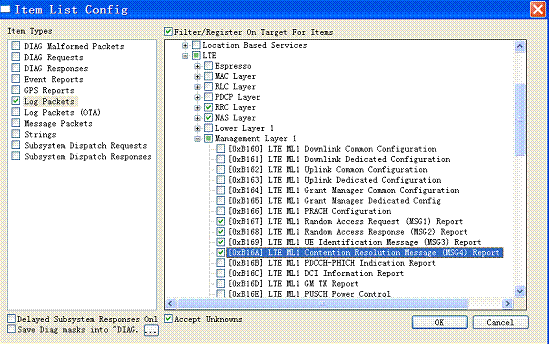 Item List Config
Item Types
Filter/Register On Target For Items
DIAG Malformed Packets
DIAG Requests
DIAG Responses
Event Reports
GPS Reports
Log Packets
Log Packets (OTA)
Message Packets
Strings
Subsystem Dispatch Requests
Subsystem Dispatch Responses
Location Based Services
LTE
Espresso
MAC Layer
RLC Layer
PDCP Layer
RRC Layer
NAS Layer
Lower Layer 1
Management Layer 1
[0xB160] LTE ML1 Downlink Common Configuration
[0xB161] LTE ML1 Downlink Dedicated Configuration
[0xB162] LTE ML1 Uplink Common Configuration
[0xB163] LTE ML1 Uplink Dedicated Configuration
[0xB164] LTE ML1 Grant Manager Common Configuration
[0xB165] LTE ML1 Grant Manager Dedicated Config
[0xB166] LTE ML1 PRACH Configuration
[0xB167] LTE ML1 Random Access Request (MSG1) Report
[0xB168] LTE ML1 Random Access Response (MSG2) Report
[0xB169] LTE ML1 UE Identification Message (MSG3) Report
[0xB16A] LTE ML1 Contention Resolution Message (MSG4) Report
[0xB16B] LTE ML1 PDCCH-PHICH Indication Report
[0xB16C] LTE ML1 DCI Information Report
[0xB16D] LTE ML1 GM TX Report
[0xB16E] LTE ML1 PUSCH Power Control
Delayed Subsystem Responses Onl
Save Diag masks into "DIAG.
...
Accept Unknowns
OK
Cancel